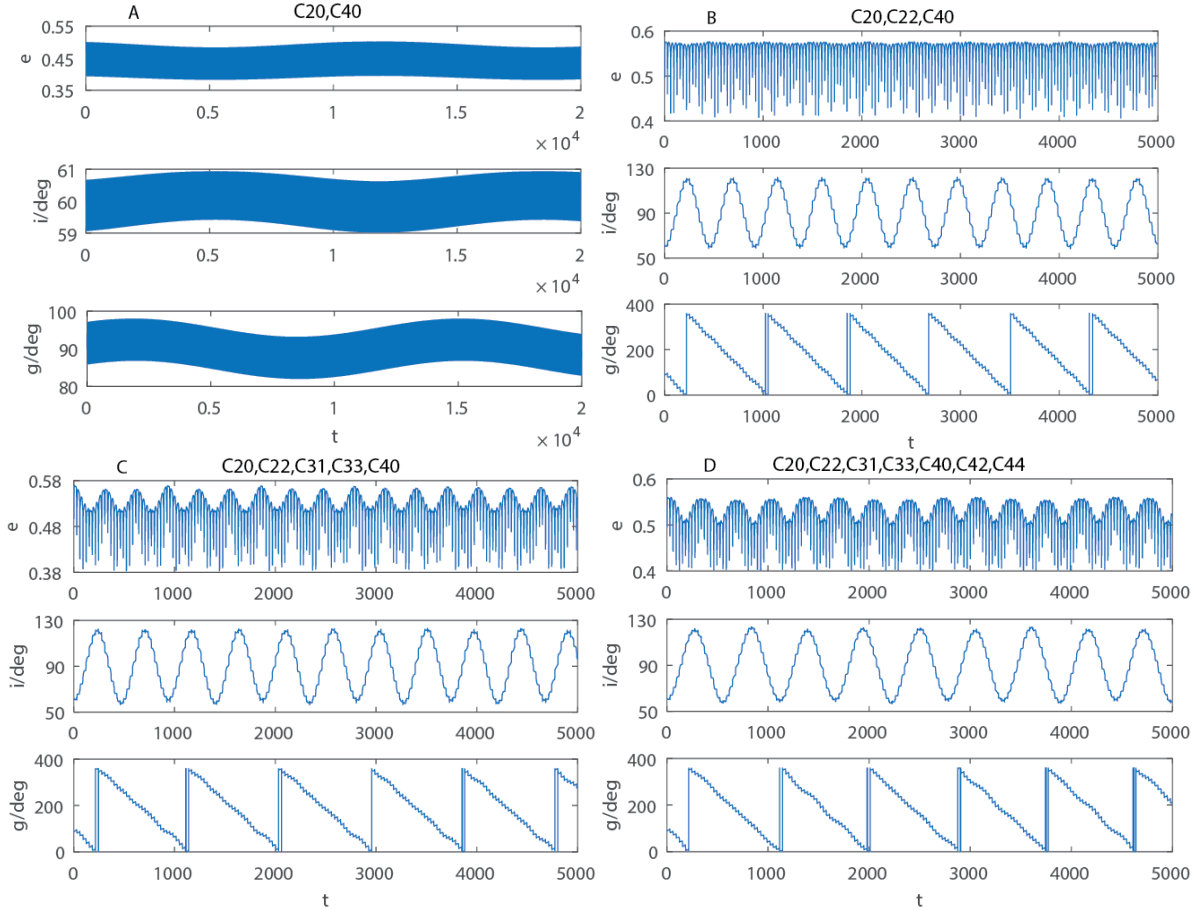 A C20,C40
0.55
0.45
0.35
e
0 0.5 1 1.5 2
× 10^4
61
60
59
i/deg
0 0.5 1 1.5 2
× 10^4
100
90
80
g/deg
0 0.5 1 1.5 2
t × 10^4
B C20,C22,C40
0.6
0.5
0.4
e
0 1000 2000 3000 4000 5000
130
90
50
i/deg
0 1000 2000 3000 4000 5000
400
200
0
g/deg
0 1000 2000 3000 4000 5000
t
C C20,C22,C31,C33,C40
0.58
0.48
0.38
e
0 1000 2000 3000 4000 5000
130
90
50
i/deg
0 1000 2000 3000 4000 5000
400
200
0
g/deg
0 1000 2000 3000 4000 5000
t
D C20,C22,C31,C33,C40,C42,C44
0.6
0.5
0.4
e
0 1000 2000 3000 4000 5000
130
90
50
i/deg
0 1000 2000 3000 4000 5000
400
200
0
g/deg
0 1000 2000 3000 4000 5000
t